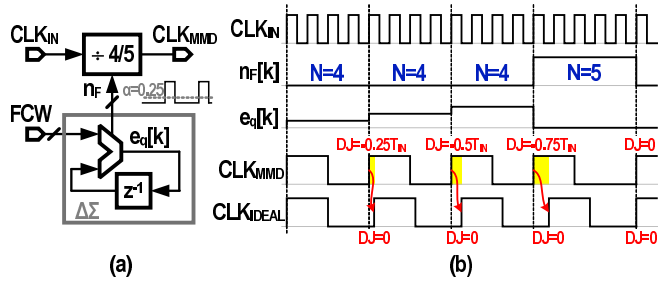 CLKIN
÷ 4/5
CLKMMD
nF
α=0.25
FCW
eq[k]
z-1
ΔΣ
(a)
CLKIN
nF[k]
N=4
N=4
N=4
N=5
eq[k]
DJ=-0.25TIN
DJ=-0.5TIN
DJ=-0.75TIN
DJ=0
CLKMMD
CLKIDEAL
DJ=0
DJ=0
DJ=0
DJ=0
(b)